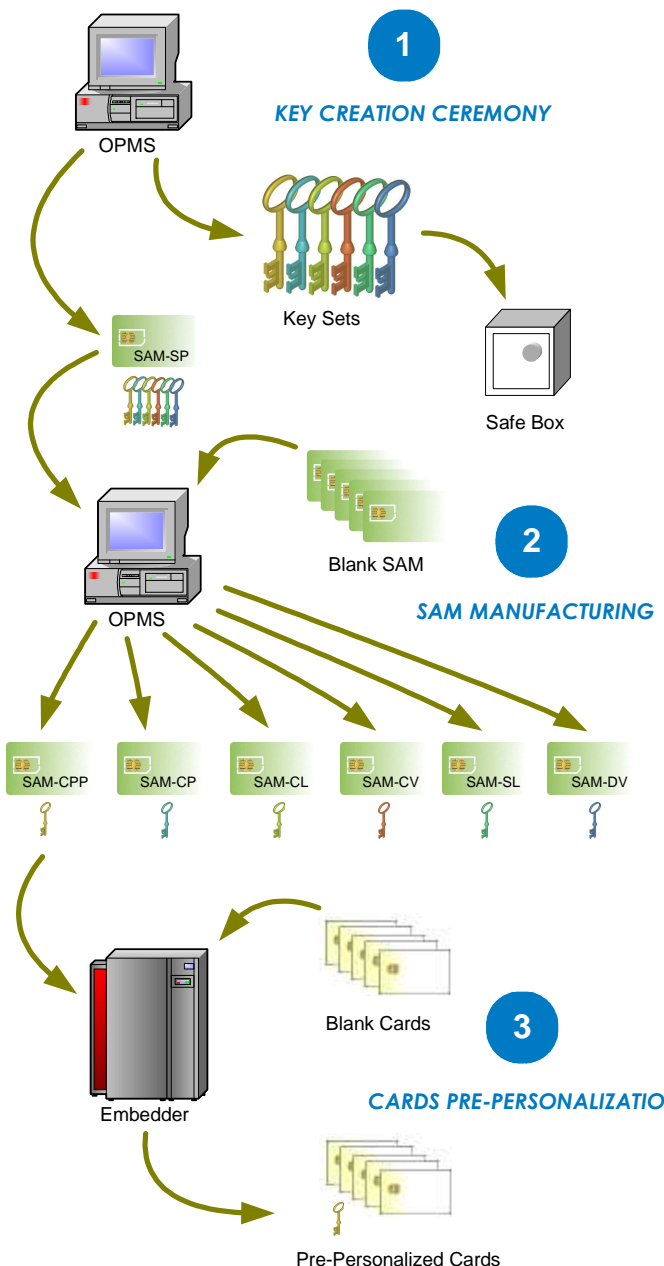 1
KEY CREATION CEREMONY
OPMS
Key Sets
SAM-SP
Safe Box
Blank SAM
2
SAM MANUFACTURING
OPMS
SAM-CPP
SAM-CP
SAM-CL
SAM-CV
SAM-SL
SAM-DV
Blank Cards
3
CARDS PRE-PERSONALIZATIO
Embedder
Pre-Personalized Cards